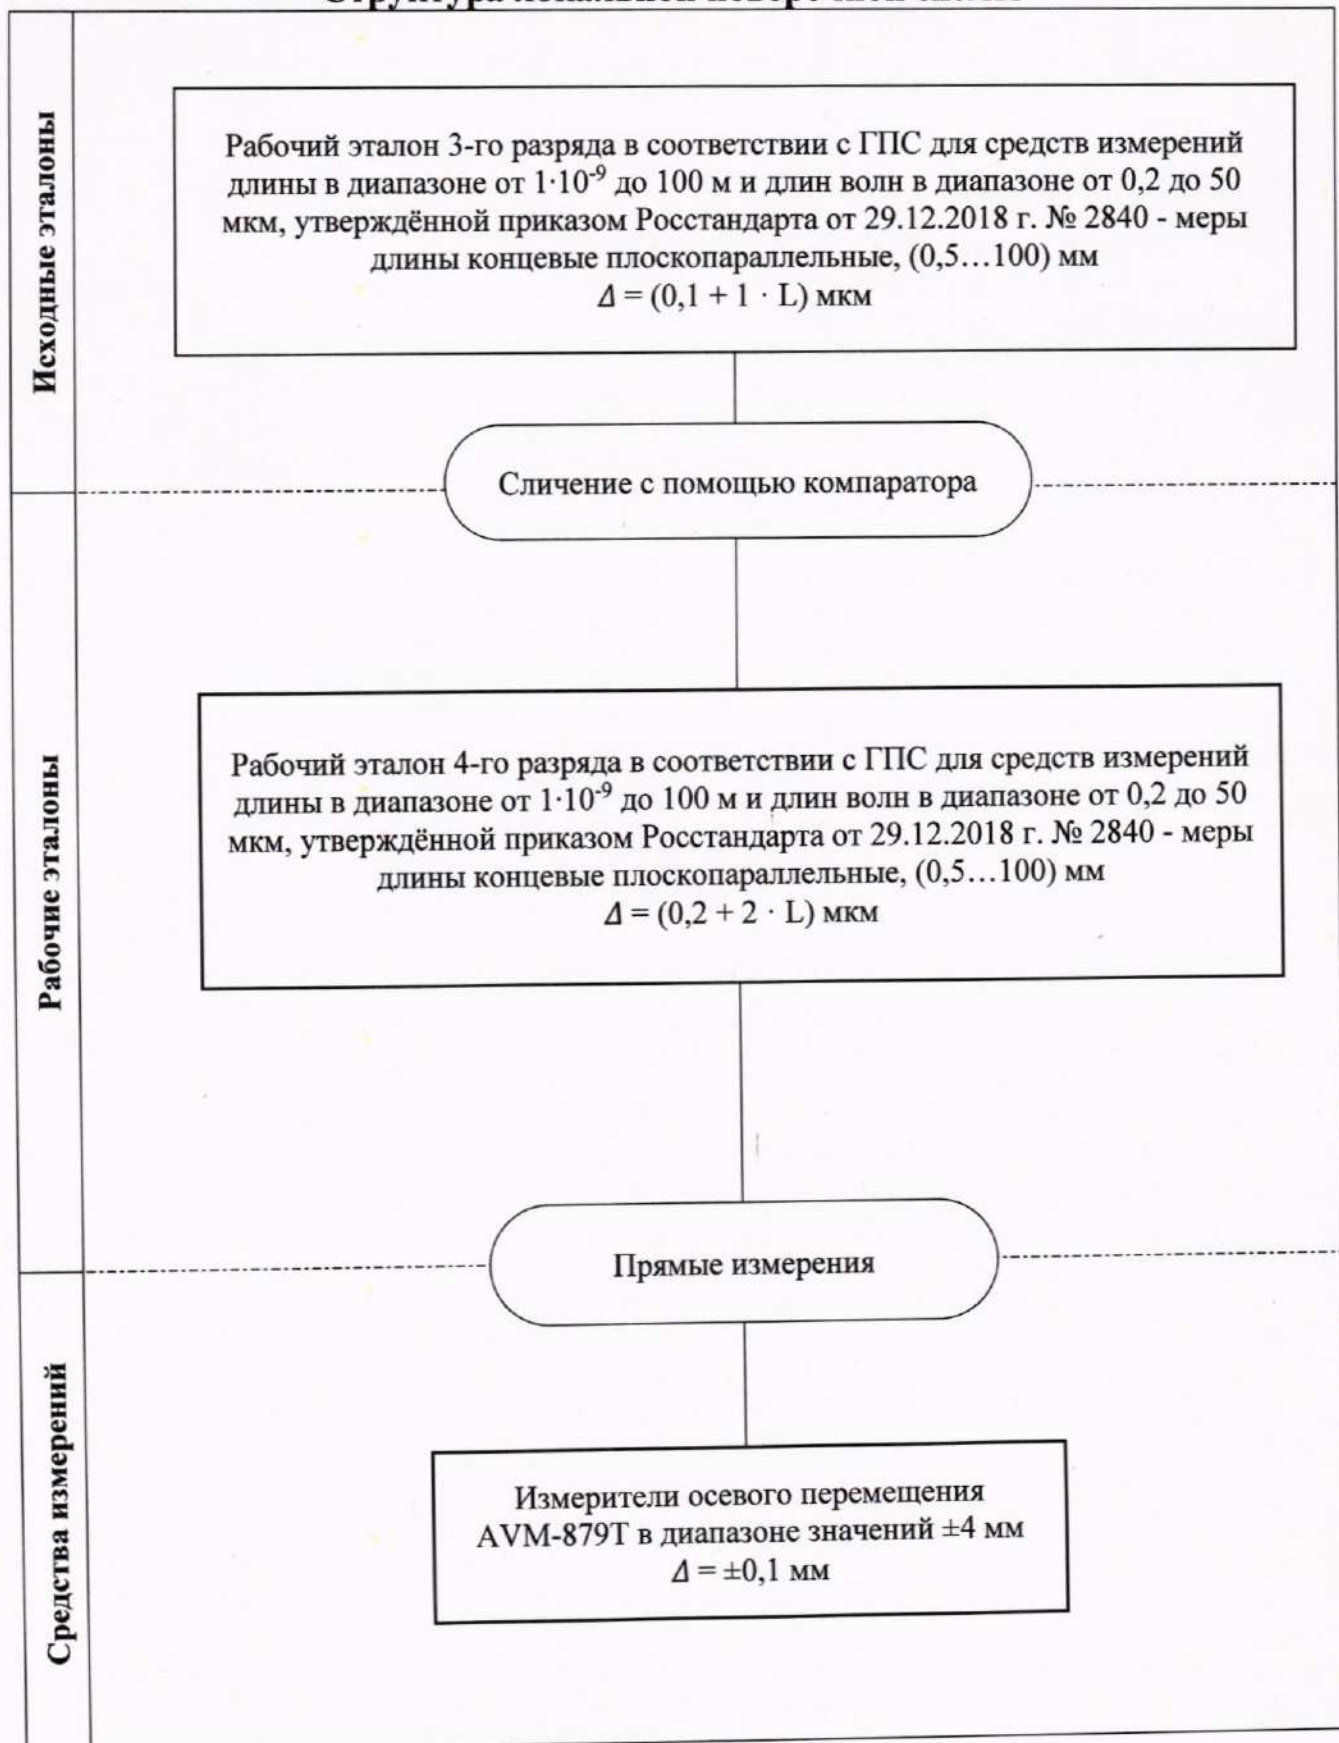 Структура локальной поверочной схемы
Исходные эталоны
Рабочий эталон 3-го разряда в соответствии с ГПС для средств измерений
длины в диапазоне от 1·10⁻⁹ до 100 м и длин волн в диапазоне от 0,2 до 50
мкм, утверждённой приказом Росстандарта от 29.12.2018 г. № 2840 - меры
длины концевые плоскопараллельные, (0,5…100) мм
Δ = (0,1 + 1 · L) мкм
Сличение с помощью компаратора
Рабочие эталоны
Рабочий эталон 4-го разряда в соответствии с ГПС для средств измерений
длины в диапазоне от 1·10⁻⁹ до 100 м и длин волн в диапазоне от 0,2 до 50
мкм, утверждённой приказом Росстандарта от 29.12.2018 г. № 2840 - меры
длины концевые плоскопараллельные, (0,5…100) мм
Δ = (0,2 + 2 · L) мкм
Прямые измерения
Средства измерений
Измерители осевого перемещения
AVM-879T в диапазоне значений ±4 мм
Δ = ±0,1 мм